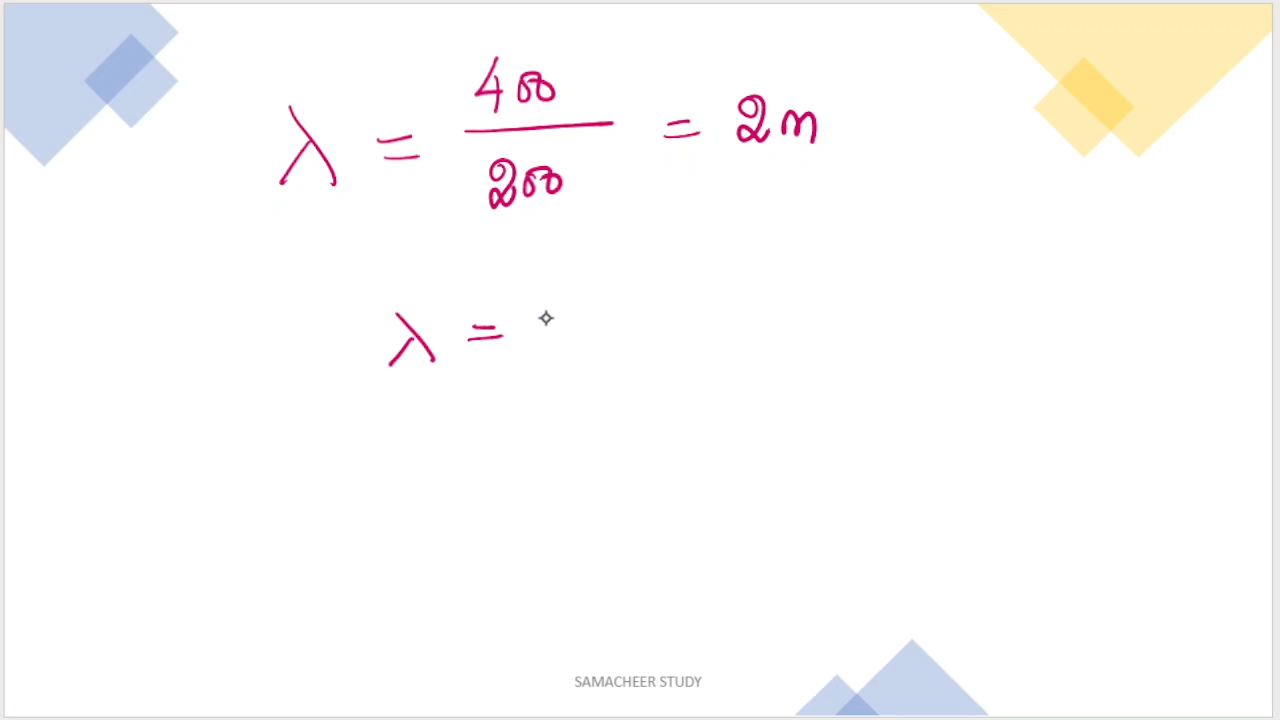 λ = 400 / 200 = 2m
λ =
SAMACHEER STUDY